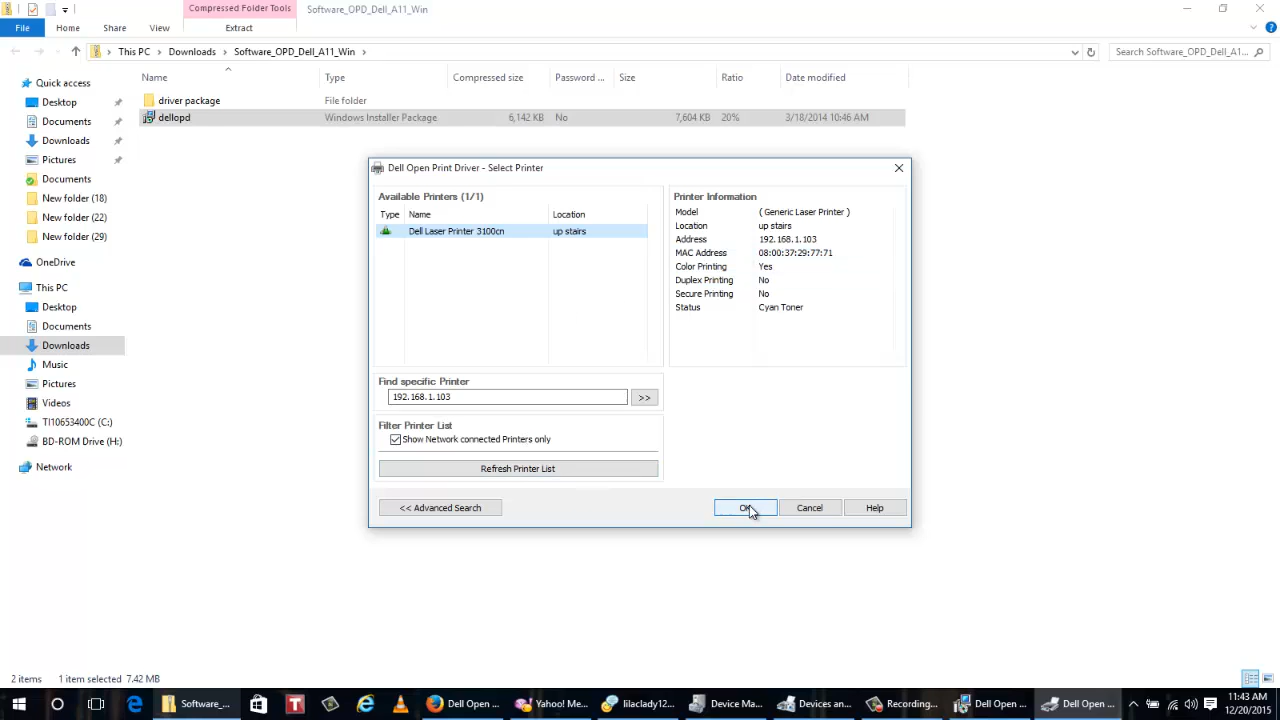 Compressed Folder Tools
Software_OPD_Dell_A11_Win
File
Home
Share
View
Extract
This PC
Downloads
Software_OPD_Dell_A11_Win
Search Software_OPD_Dell_A1...
Name
Type
Compressed size
Password ...
Size
Ratio
Date modified
driver package
File folder
dellopd
Windows Installer Package
6,142 KB
No
7,604 KB
20%
3/18/2014 10:46 AM
Quick access
Desktop
Documents
Downloads
Pictures
Documents
New folder (18)
New folder (22)
New folder (29)
OneDrive
This PC
Desktop
Documents
Downloads
Music
Pictures
Videos
TI10653400C (C:)
BD-ROM Drive (H:)
Network
Dell Open Print Driver - Select Printer
Available Printers (1/1)
Type
Name
Location
Dell Laser Printer 3100cn
up stairs
Find specific Printer
192.168.1.103
>>
Filter Printer List
Show Network connected Printers only
Refresh Printer List
<< Advanced Search
Printer Information
Model
( Generic Laser Printer )
Location
up stairs
Address
192.168.1.103
MAC Address
08:00:37:29:77:71
Color Printing
Yes
Duplex Printing
No
Secure Printing
No
Status
Cyan Toner
OK
Cancel
Help
2 items
1 item selected 7.42 MB
Software_...
Dell Open ...
Yahoo! Me...
lilaclady12...
Device Ma...
Devices an...
Recording...
Dell Open ...
Dell Open ...
11:43 AM
12/20/2015